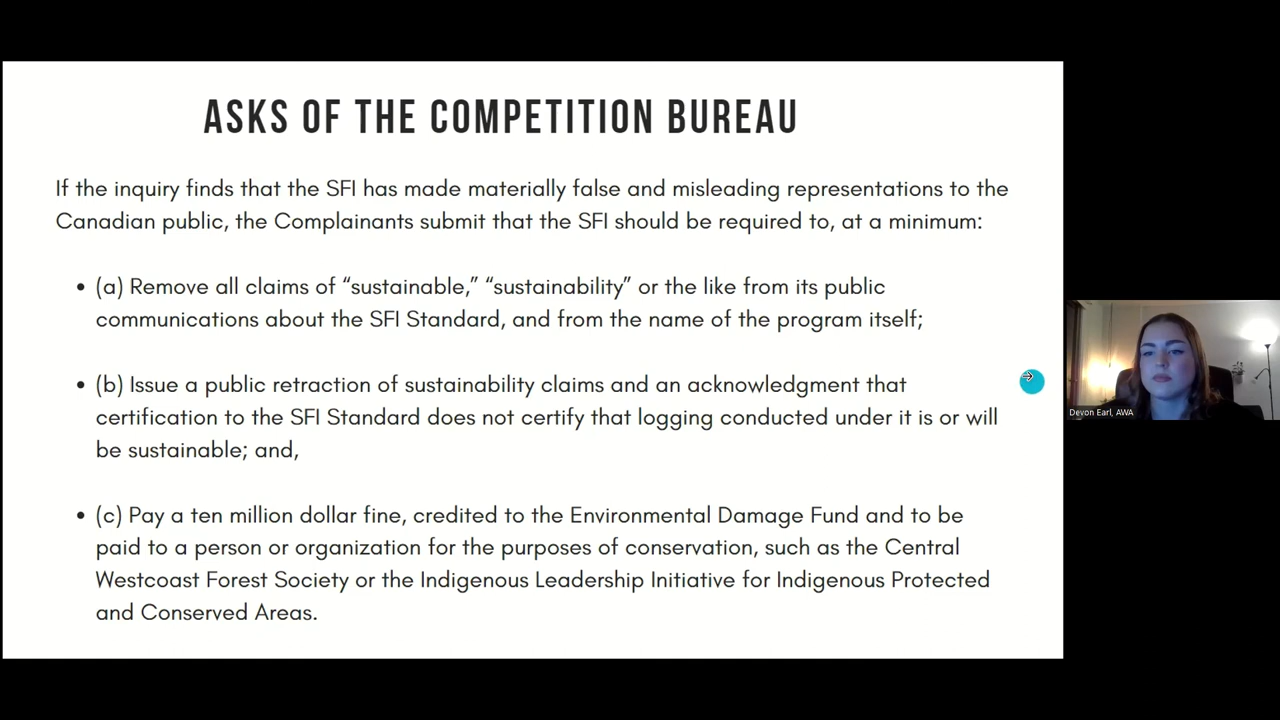 ASKS OF THE COMPETITION BUREAU
If the inquiry finds that the SFI has made materially false and misleading representations to the
Canadian public, the Complainants submit that the SFI should be required to, at a minimum:
• (a) Remove all claims of “sustainable,” “sustainability” or the like from its public
communications about the SFI Standard, and from the name of the program itself;
• (b) Issue a public retraction of sustainability claims and an acknowledgment that
certification to the SFI Standard does not certify that logging conducted under it is or will
be sustainable; and,
• (c) Pay a ten million dollar fine, credited to the Environmental Damage Fund and to be
paid to a person or organization for the purposes of conservation, such as the Central
Westcoast Forest Society or the Indigenous Leadership Initiative for Indigenous Protected
and Conserved Areas.
Devon Earl, AWA